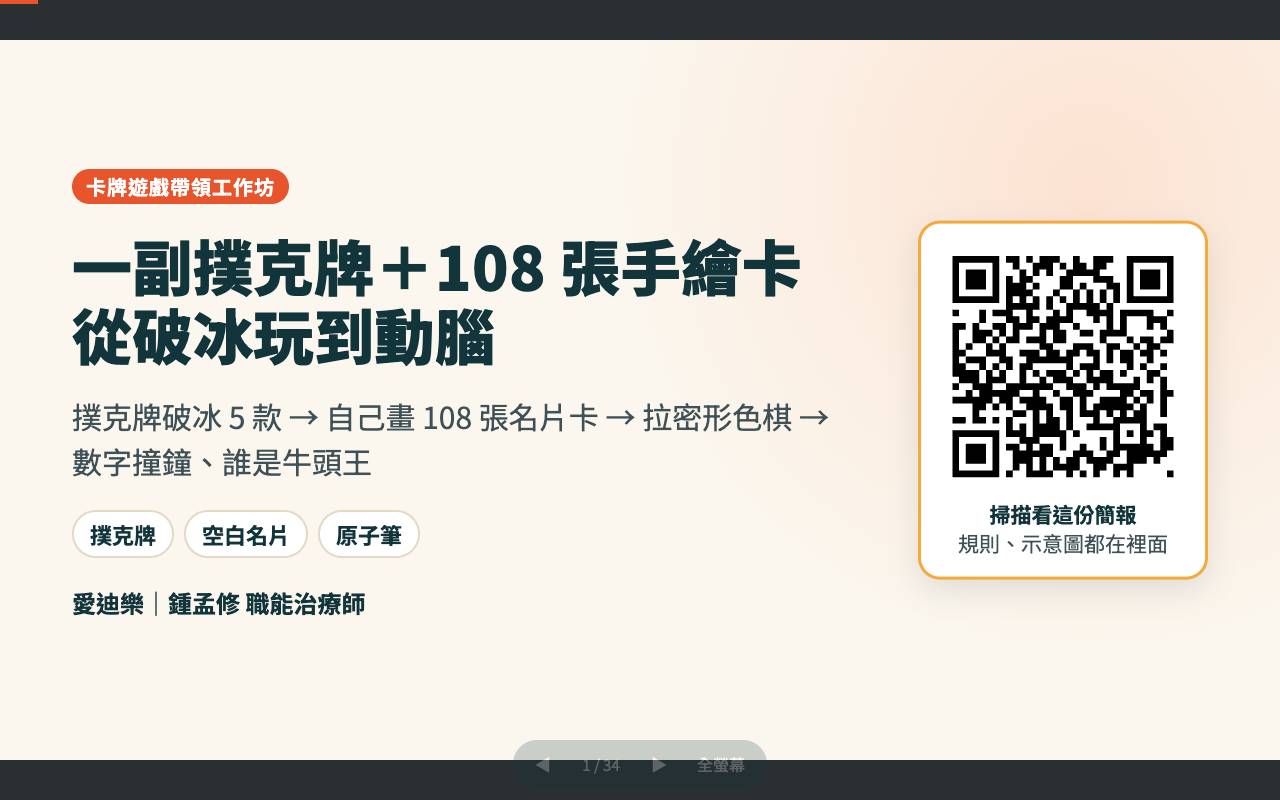 卡牌遊戲帶領工作坊
一副撲克牌＋108 張手繪卡
從破冰玩到動腦
撲克牌破冰 5 款 → 自己畫 108 張名片卡 → 拉密形色棋 →
數字撞鐘、誰是牛頭王
撲克牌 空白名片 原子筆
愛迪樂｜鍾孟修 職能治療師
掃描看這份簡報
規則、示意圖都在裡面
◀ 1 / 34 ▶ 全螢幕